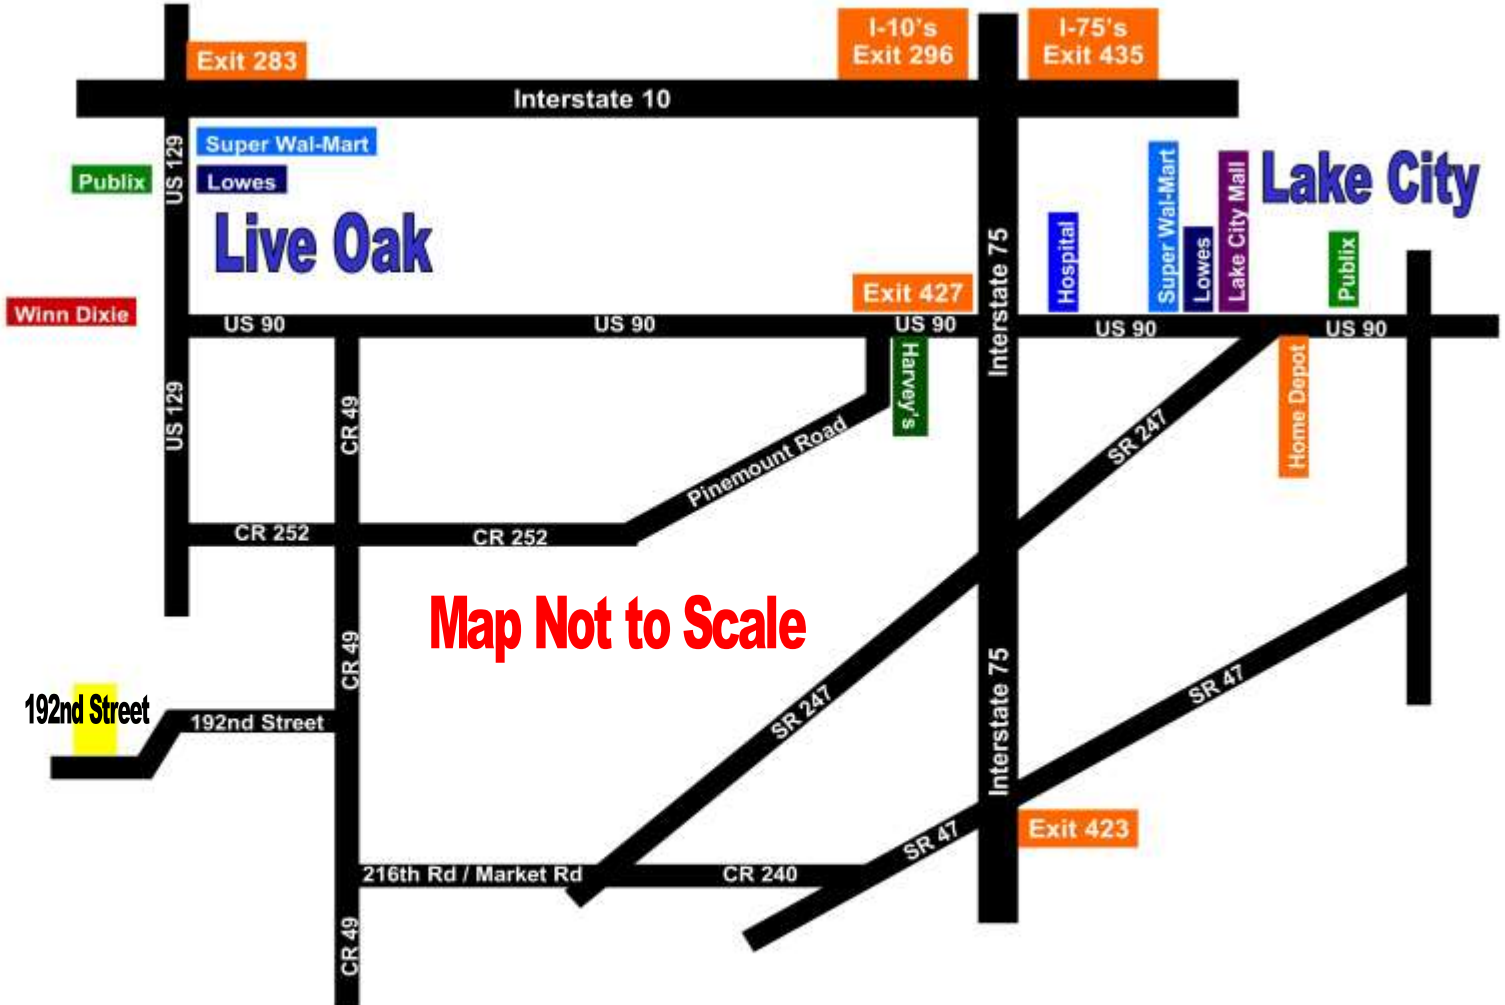 I-10's
Exit 296
I-75's
Exit 435
Exit 283
Interstate 10
US 129
Super Wal-Mart
Publix
Lowes
Live Oak
Lake City
Hospital
Super Wal-Mart
Lowes
Lake City Mall
Publix
Interstate 75
Exit 427
Winn Dixie
US 90
US 90
US 90
US 90
US 90
Harvey's
Home Depot
US 129
CR 49
Pinemount Road
SR 247
CR 252
CR 252
Map Not to Scale
CR 49
192nd Street
192nd Street
SR 247
Interstate 75
SR 47
Exit 423
SR 47
216th Rd / Market Rd
CR 240
CR 49